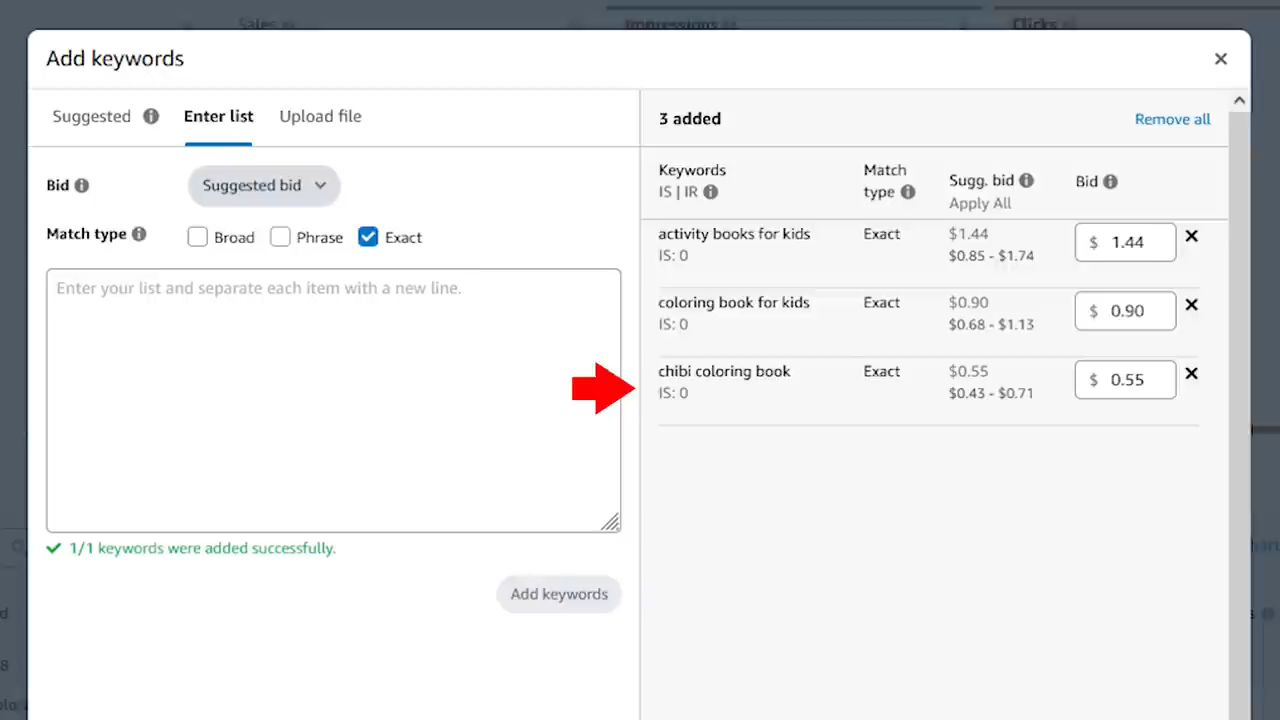 Sales
Impressions
Clicks
Add keywords
Suggested
Enter list
Upload file
Bid
Suggested bid
Match type
Broad
Phrase
Exact
Enter your list and separate each item with a new line.
1/1 keywords were added successfully.
Add keywords
3 added
Remove all
Keywords
IS | IR
Match
type
Sugg. bid
Apply All
Bid
activity books for kids
IS: 0
Exact
$1.44
$0.85 - $1.74
$ 1.44
coloring book for kids
IS: 0
Exact
$0.90
$0.68 - $1.13
$ 0.90
chibi coloring book
IS: 0
Exact
$0.55
$0.43 - $0.71
$ 0.55